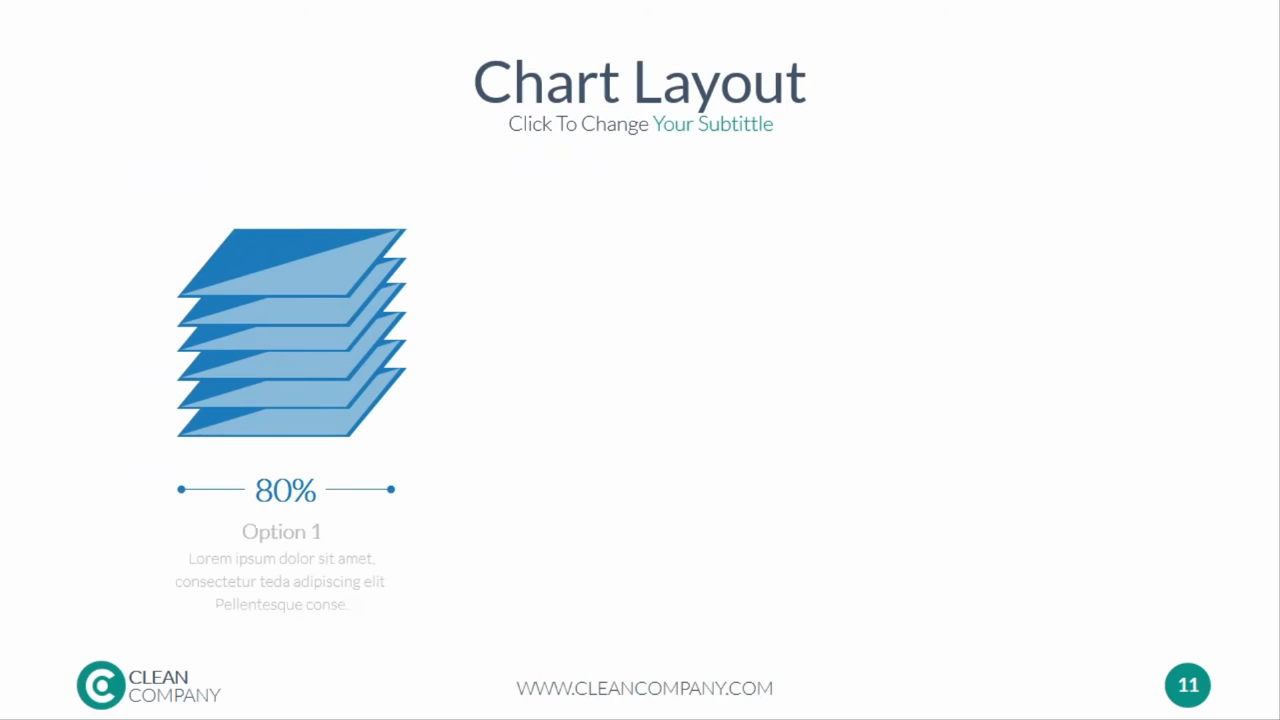 Chart Layout
Click To Change Your Subtittle
80%
Option 1
Lorem ipsum dolor sit amet,
consectetur teda adipiscing elit
Pellentesque conse.
CLEAN
COMPANY
WWW.CLEANCOMPANY.COM
11